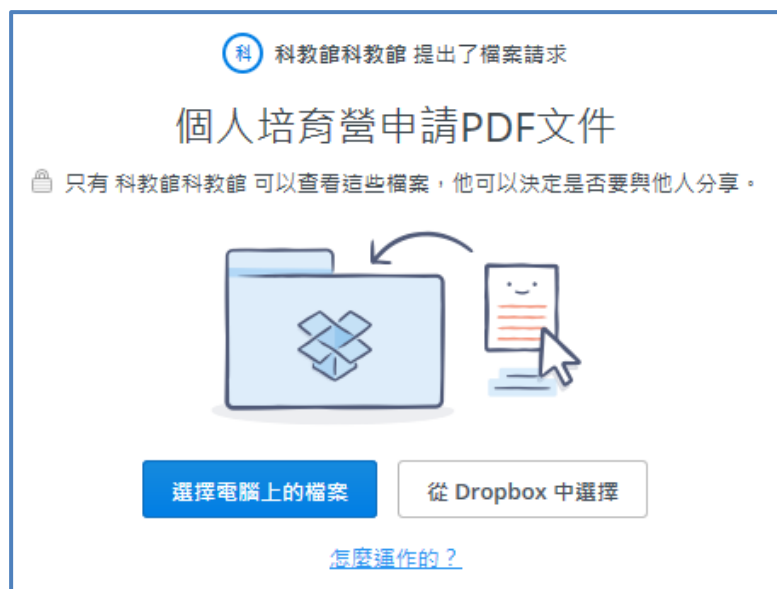 科 科教館科教館 提出了檔案請求
個人培育營申請PDF文件
只有 科教館科教館 可以查看這些檔案，他可以決定是否要與他人分享。
選擇電腦上的檔案 從 Dropbox 中選擇
怎麼運作的？